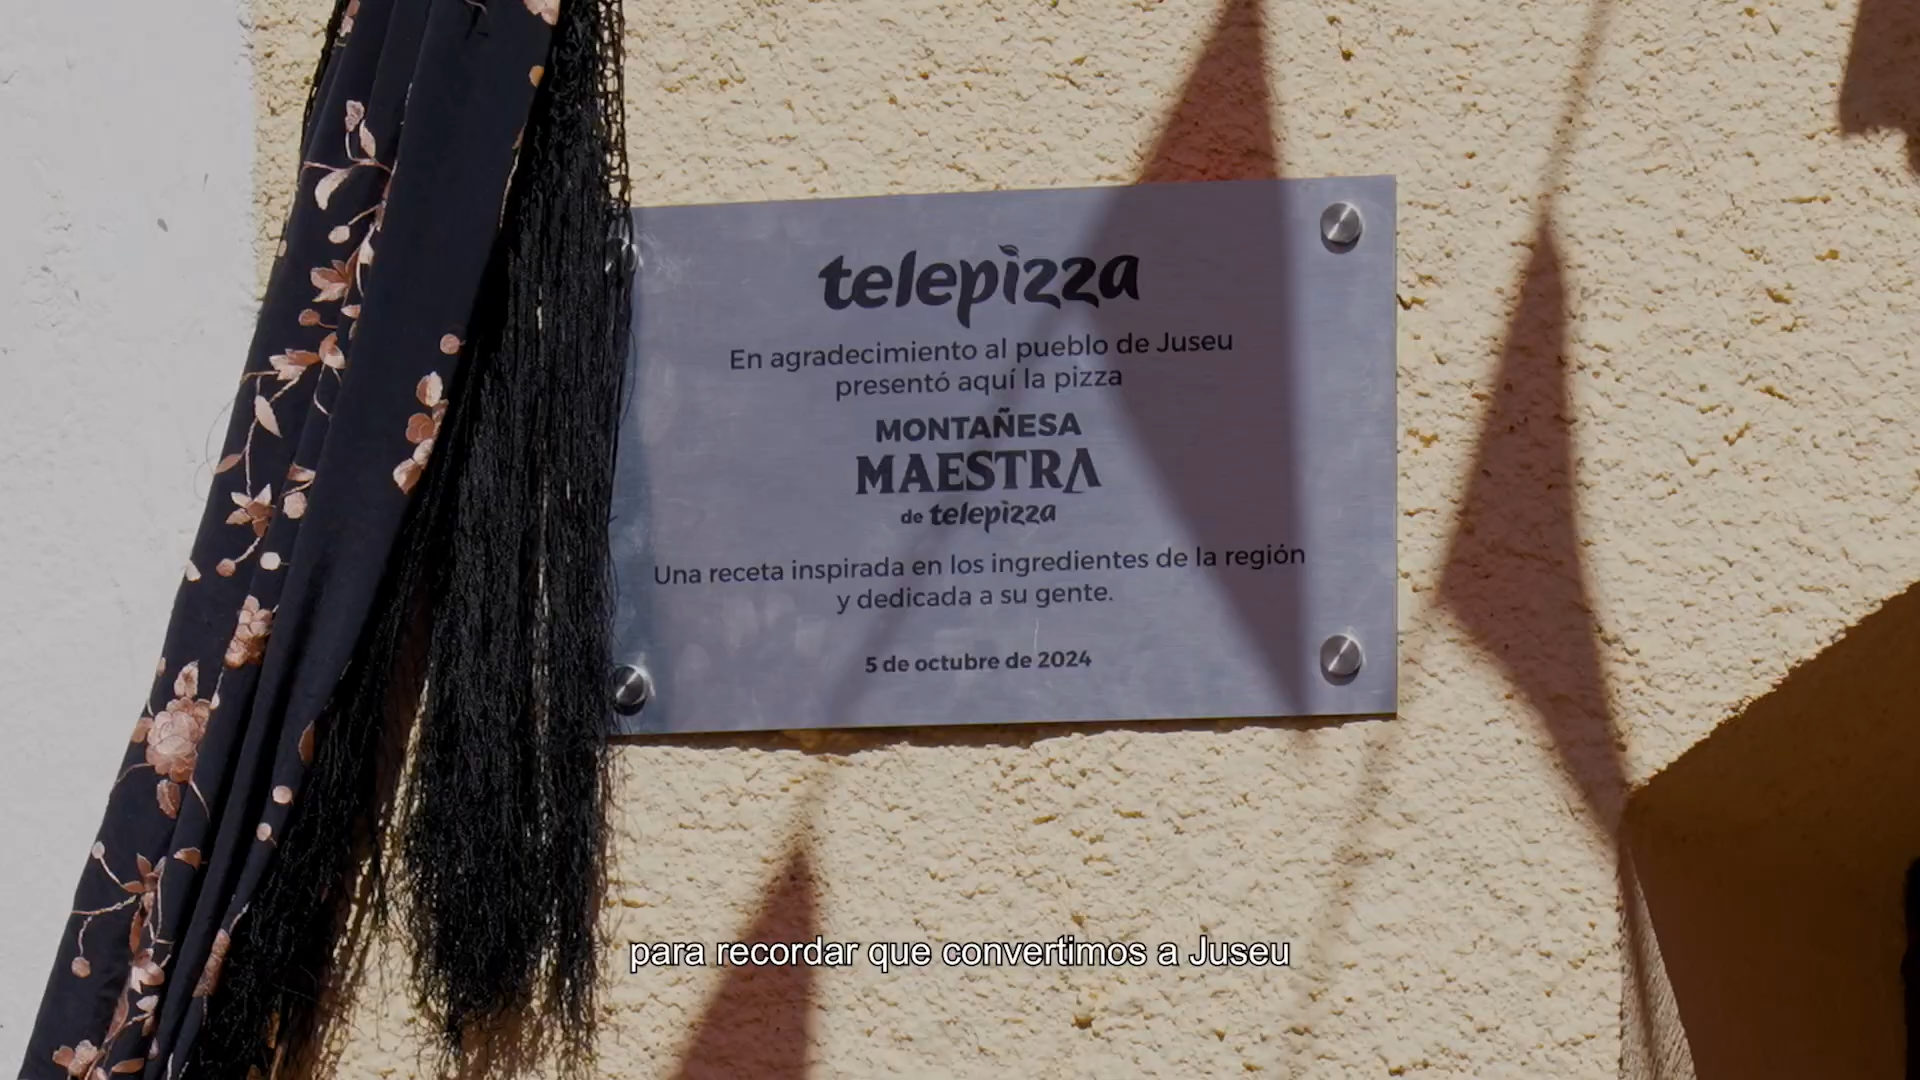 telepizza
En agradecimiento al pueblo de Juseu
presentó aquí la pizza
MONTAÑESA
MAESTRA
de telepizza
Una receta inspirada en los ingredientes de la región
y dedicada a su gente.
5 de octubre de 2024
para recordar que convertimos a Juseu